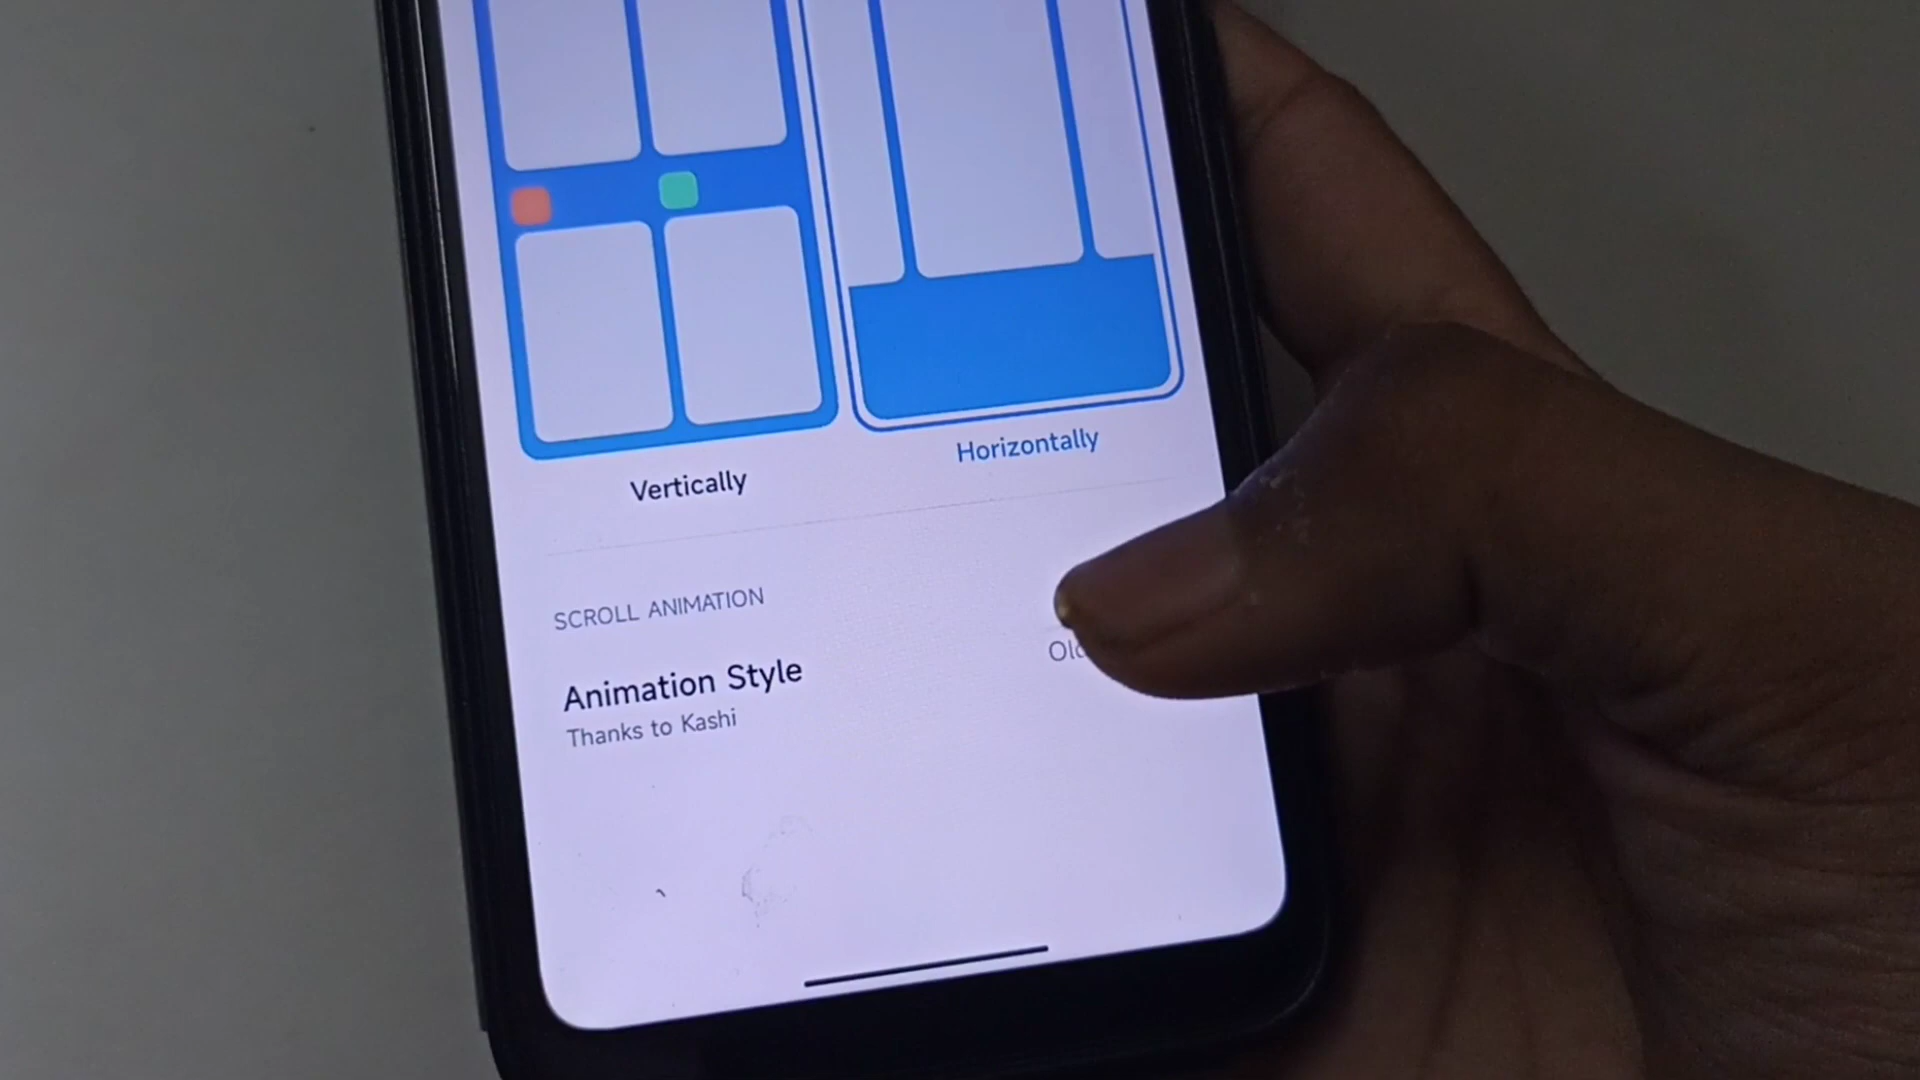 Vertically
Horizontally
SCROLL ANIMATION
Animation Style
Thanks to Kashi